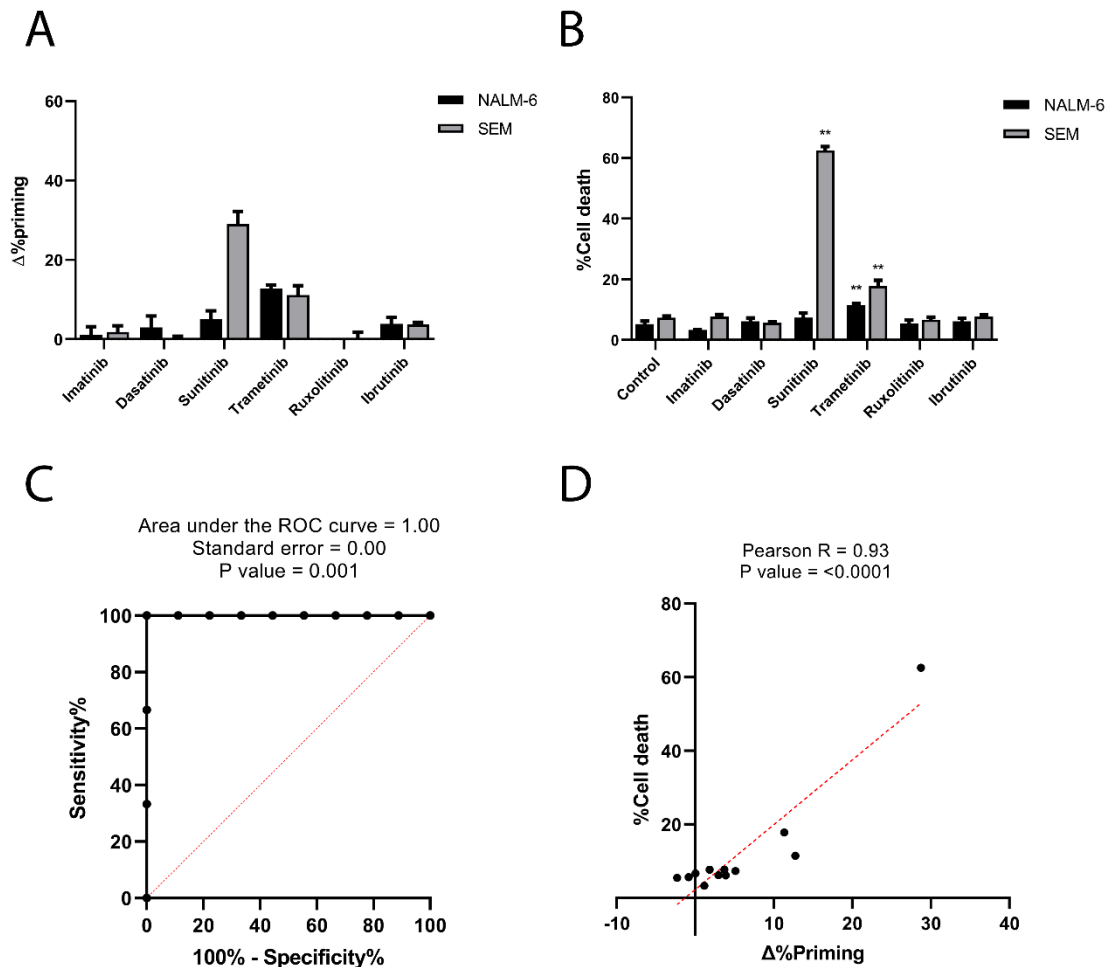 A
B
60
40
20
0
Δ%priming
NALM-6
SEM
Imatinib
Dasatinib
Sunitinib
Trametinib
Ruxolitinib
Ibrutinib
80
60
40
20
0
%Cell death
**
**
**
NALM-6
SEM
Control
Imatinib
Dasatinib
Sunitinib
Trametinib
Ruxolitinib
Ibrutinib
C
D
Area under the ROC curve = 1.00
Standard error = 0.00
P value = 0.001
100
80
60
40
20
0
Sensitivity%
0 20 40 60 80 100
100% - Specificity%
Pearson R = 0.93
P value = <0.0001
80
60
40
20
%Cell death
-10 0 10 20 30 40
Δ%Priming